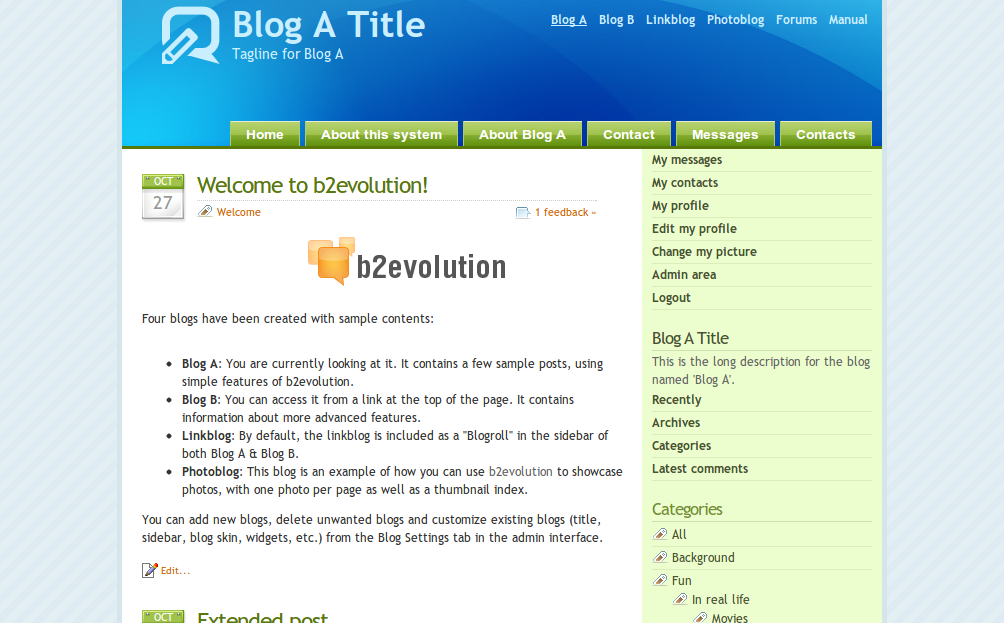 Blog A Title
Tagline for Blog A
Blog A Blog B Linkblog Photoblog Forums Manual
Home About this system About Blog A Contact Messages Contacts
OCT
27
Welcome to b2evolution!
Welcome
1 feedback »
b2evolution
Four blogs have been created with sample contents:
• Blog A: You are currently looking at it. It contains a few sample posts, using
simple features of b2evolution.
• Blog B: You can access it from a link at the top of the page. It contains
information about more advanced features.
• Linkblog: By default, the linkblog is included as a "Blogroll" in the sidebar of
both Blog A & Blog B.
• Photoblog: This blog is an example of how you can use b2evolution to showcase
photos, with one photo per page as well as a thumbnail index.
You can add new blogs, delete unwanted blogs and customize existing blogs (title,
sidebar, blog skin, widgets, etc.) from the Blog Settings tab in the admin interface.
Edit...
OCT
Extended post
My messages
My contacts
My profile
Edit my profile
Change my picture
Admin area
Logout
Blog A Title
This is the long description for the blog
named 'Blog A'.
Recently
Archives
Categories
Latest comments
Categories
All
Background
Fun
In real life
Movies